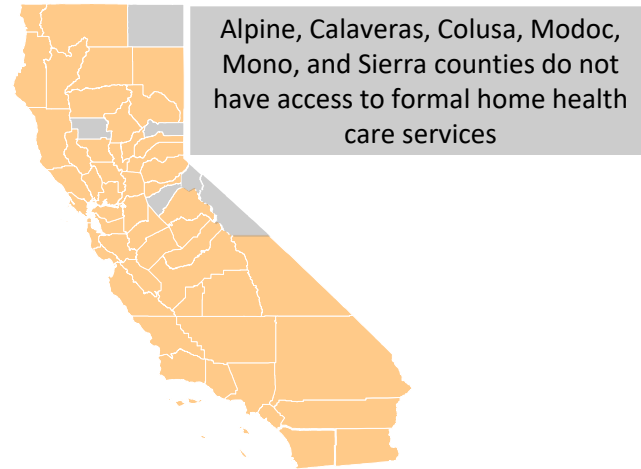 Alpine, Calaveras, Colusa, Modoc,
Mono, and Sierra counties do not
have access to formal home health
care services